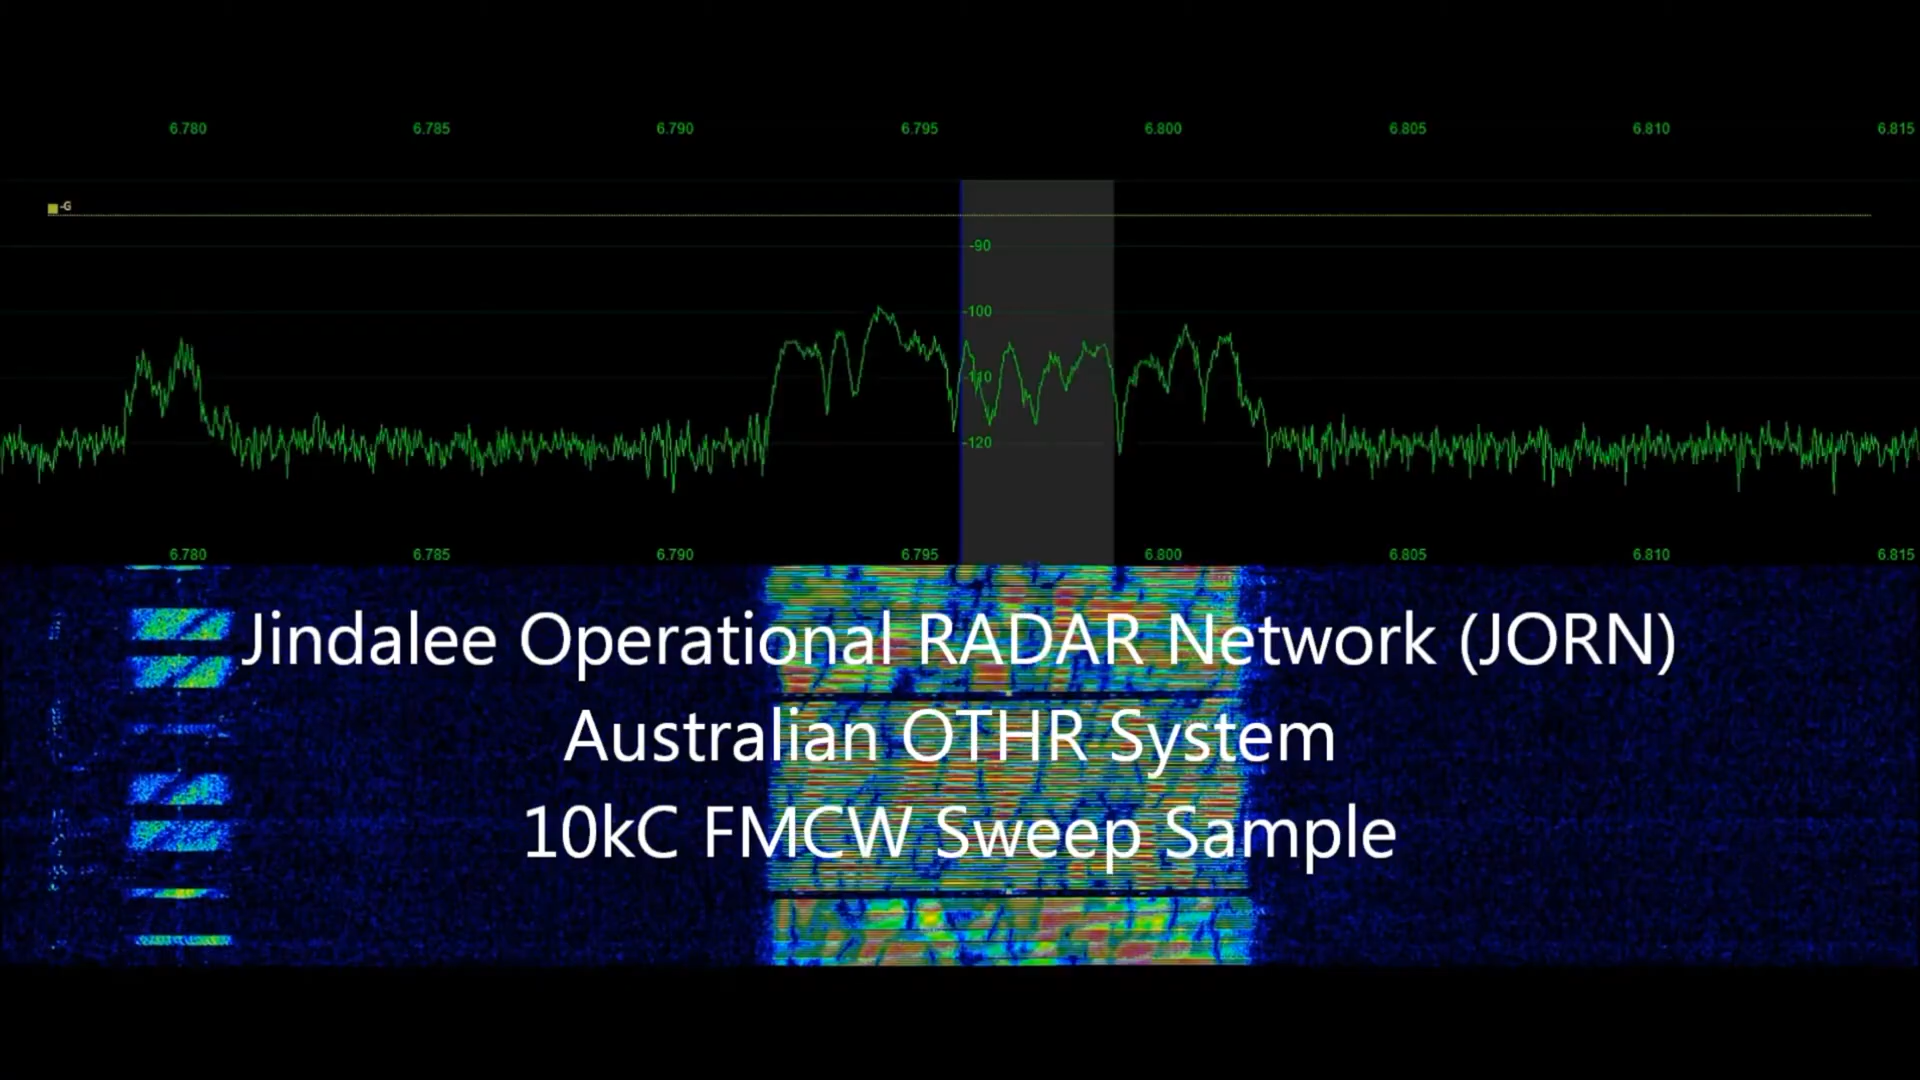 6.780 6.785 6.790 6.795 6.800 6.805 6.810 6.815
-G
-90
-100
-110
-120
6.780 6.785 6.790 6.795 6.800 6.805 6.810 6.815
Jindalee Operational RADAR Network (JORN)
Australian OTHR System
10kC FMCW Sweep Sample